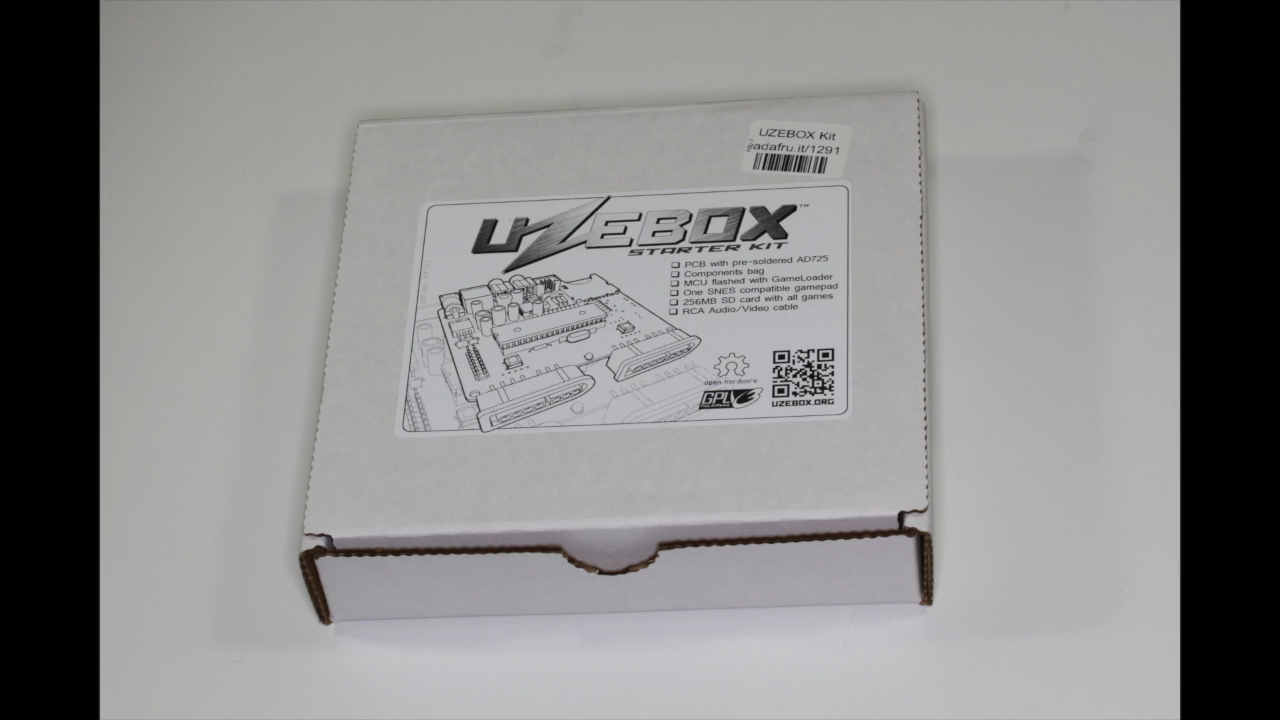 UZEBOX Kit
adafru.it/1291
UZEBOX™
STARTER KIT
PCB with pre-soldered AD725
Components bag
MCU flashed with GameLoader
One SNES compatible gamepad
256MB SD card with all games
RCA Audio/Video cable
open-hardware
GPLv3
Free Software
UZEBOX.ORG